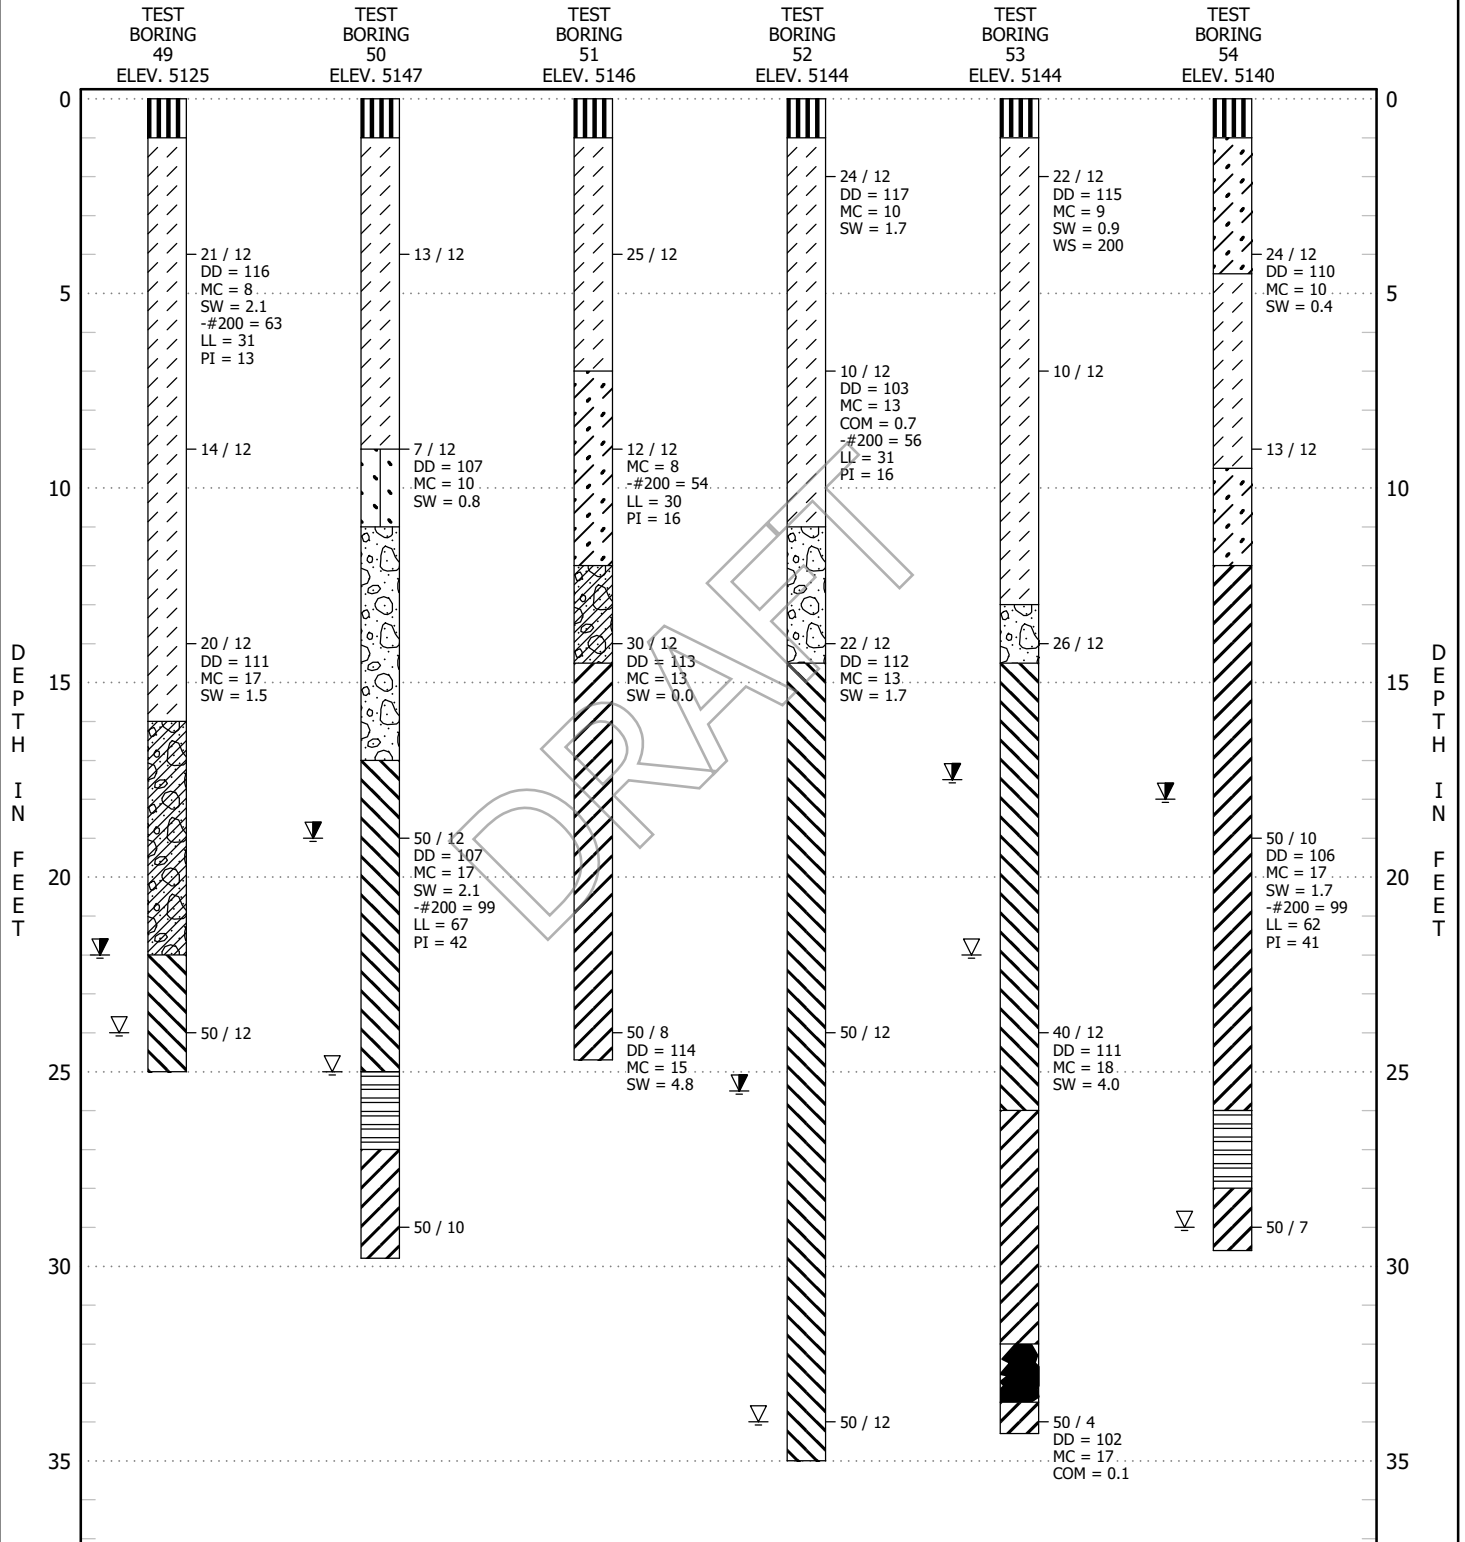 TEST
BORING
49
ELEV. 5125
TEST
BORING
50
ELEV. 5147
TEST
BORING
51
ELEV. 5146
TEST
BORING
52
ELEV. 5144
TEST
BORING
53
ELEV. 5144
TEST
BORING
54
ELEV. 5140
0
5
10
15
20
25
30
35
DEPTH IN FEET
21 / 12
DD = 116
MC = 8
SW = 2.1
-#200 = 63
LL = 31
PI = 13
14 / 12
20 / 12
DD = 111
MC = 17
SW = 1.5
50 / 12
13 / 12
7 / 12
DD = 107
MC = 10
SW = 0.8
50 / 12
DD = 107
MC = 17
SW = 2.1
-#200 = 99
LL = 67
PI = 42
50 / 10
25 / 12
12 / 12
MC = 8
-#200 = 54
LL = 30
PI = 16
30 / 12
DD = 113
MC = 13
SW = 0.0
50 / 8
DD = 114
MC = 15
SW = 4.8
24 / 12
DD = 117
MC = 10
SW = 1.7
10 / 12
DD = 103
MC = 13
COM = 0.7
-#200 = 56
LL = 31
PI = 16
22 / 12
DD = 112
MC = 13
SW = 1.7
50 / 12
50 / 12
22 / 12
DD = 115
MC = 9
SW = 0.9
WS = 200
10 / 12
26 / 12
40 / 12
DD = 111
MC = 18
SW = 4.0
50 / 4
DD = 102
MC = 17
COM = 0.1
24 / 12
DD = 110
MC = 10
SW = 0.4
13 / 12
50 / 10
DD = 106
MC = 17
SW = 1.7
-#200 = 99
LL = 62
PI = 41
50 / 7
0
5
10
15
20
25
30
35
DEPTH IN FEET
DRAFT